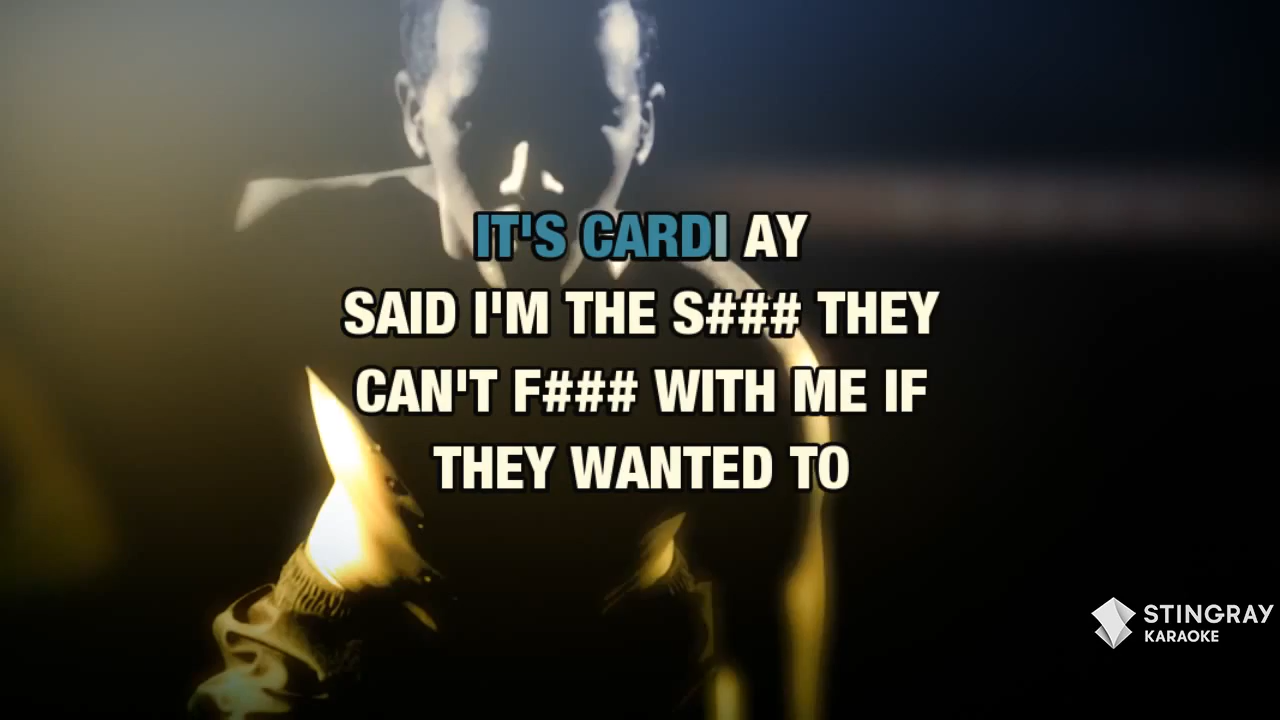 IT'S CARDI AY
SAID I'M THE S### THEY
CAN'T F### WITH ME IF
THEY WANTED TO
STINGRAY
KARAOKE